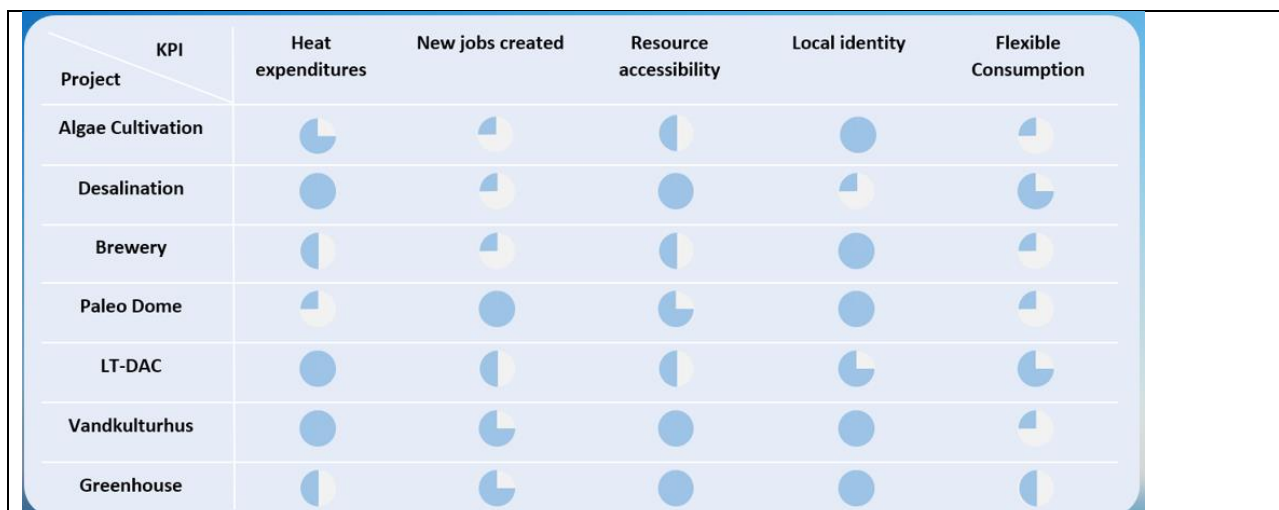 KPI
Project
Heat
expenditures
New jobs created
Resource
accessibility
Local identity
Flexible
Consumption
Algae Cultivation
Desalination
Brewery
Paleo Dome
LT-DAC
Vandkulturhus
Greenhouse